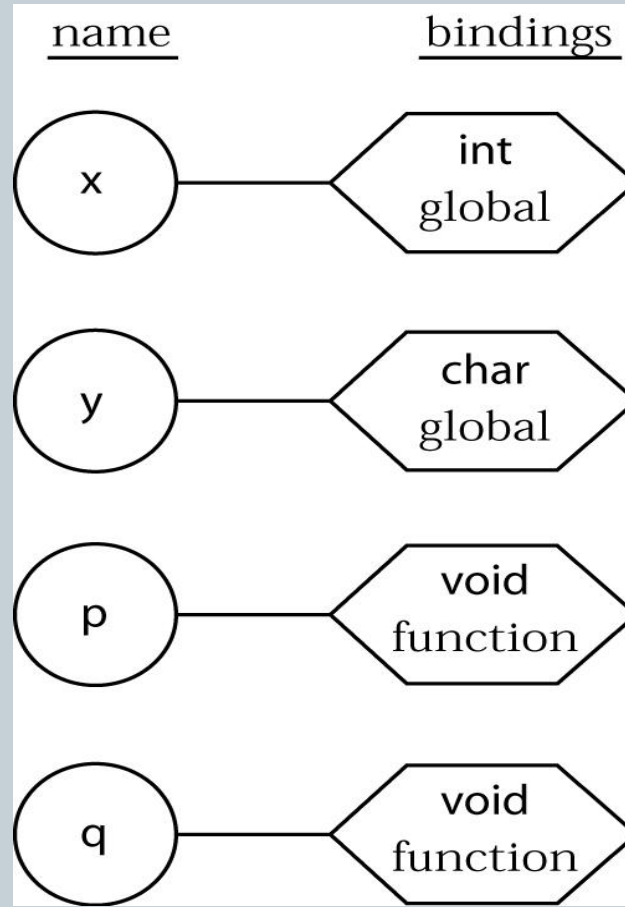 name bindings
x int
global
y char
global
p void
function
q void
function